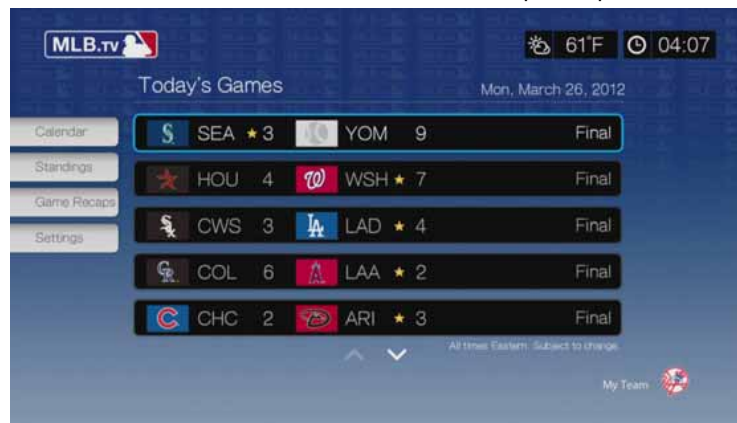 MLB.TV
61°F
04:07
Today's Games
Mon, March 26, 2012
Calendar
Standings
Game Recaps
Settings
SEA 3 YOM 9 Final
HOU 4 WSH 7 Final
CWS 3 LAD 4 Final
COL 6 LAA 2 Final
CHC 2 ARI 3 Final
All times Eastern. Subject to change.
My Team